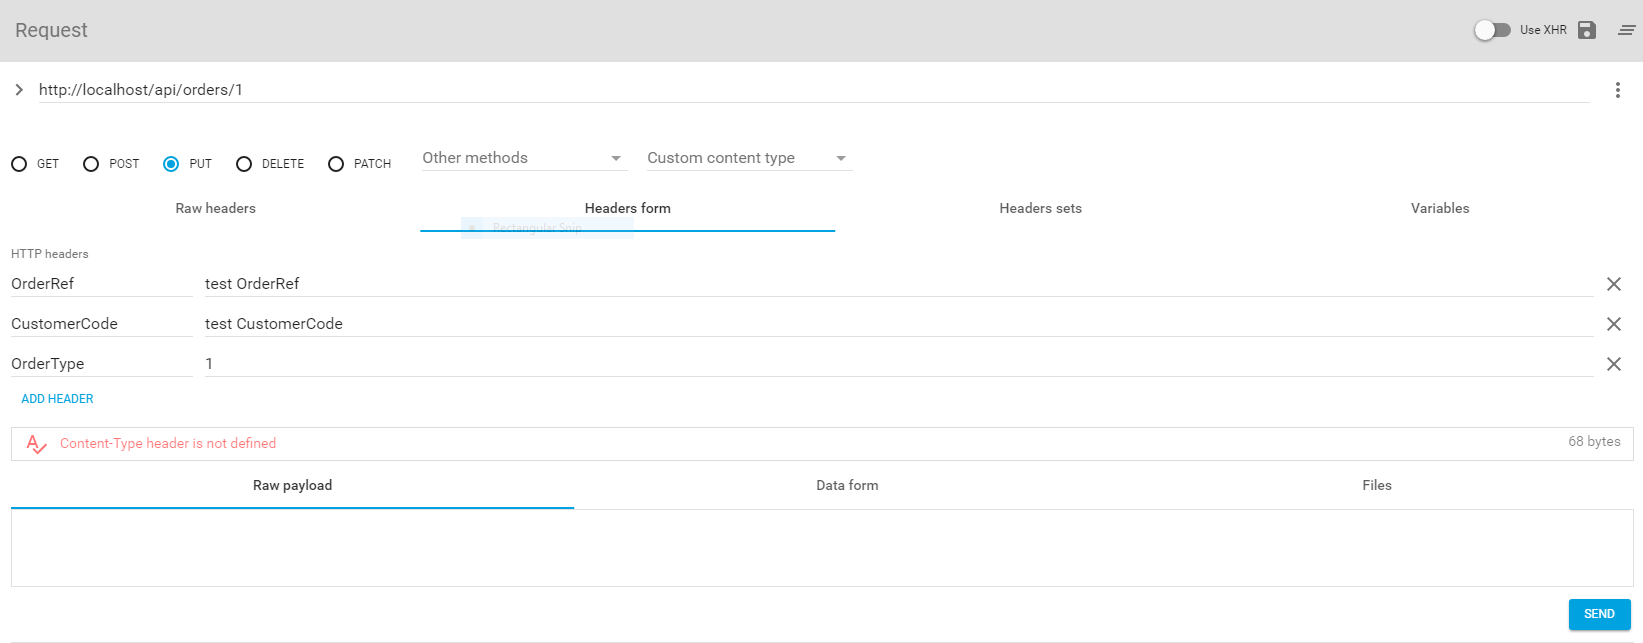 Request
Use XHR
http://localhost/api/orders/1
GET POST PUT DELETE PATCH Other methods Custom content type
Raw headers Headers form Headers sets Variables
Rectangular Snip
HTTP headers
OrderRef test OrderRef
CustomerCode test CustomerCode
OrderType 1
ADD HEADER
Content-Type header is not defined 68 bytes
Raw payload Data form Files
SEND